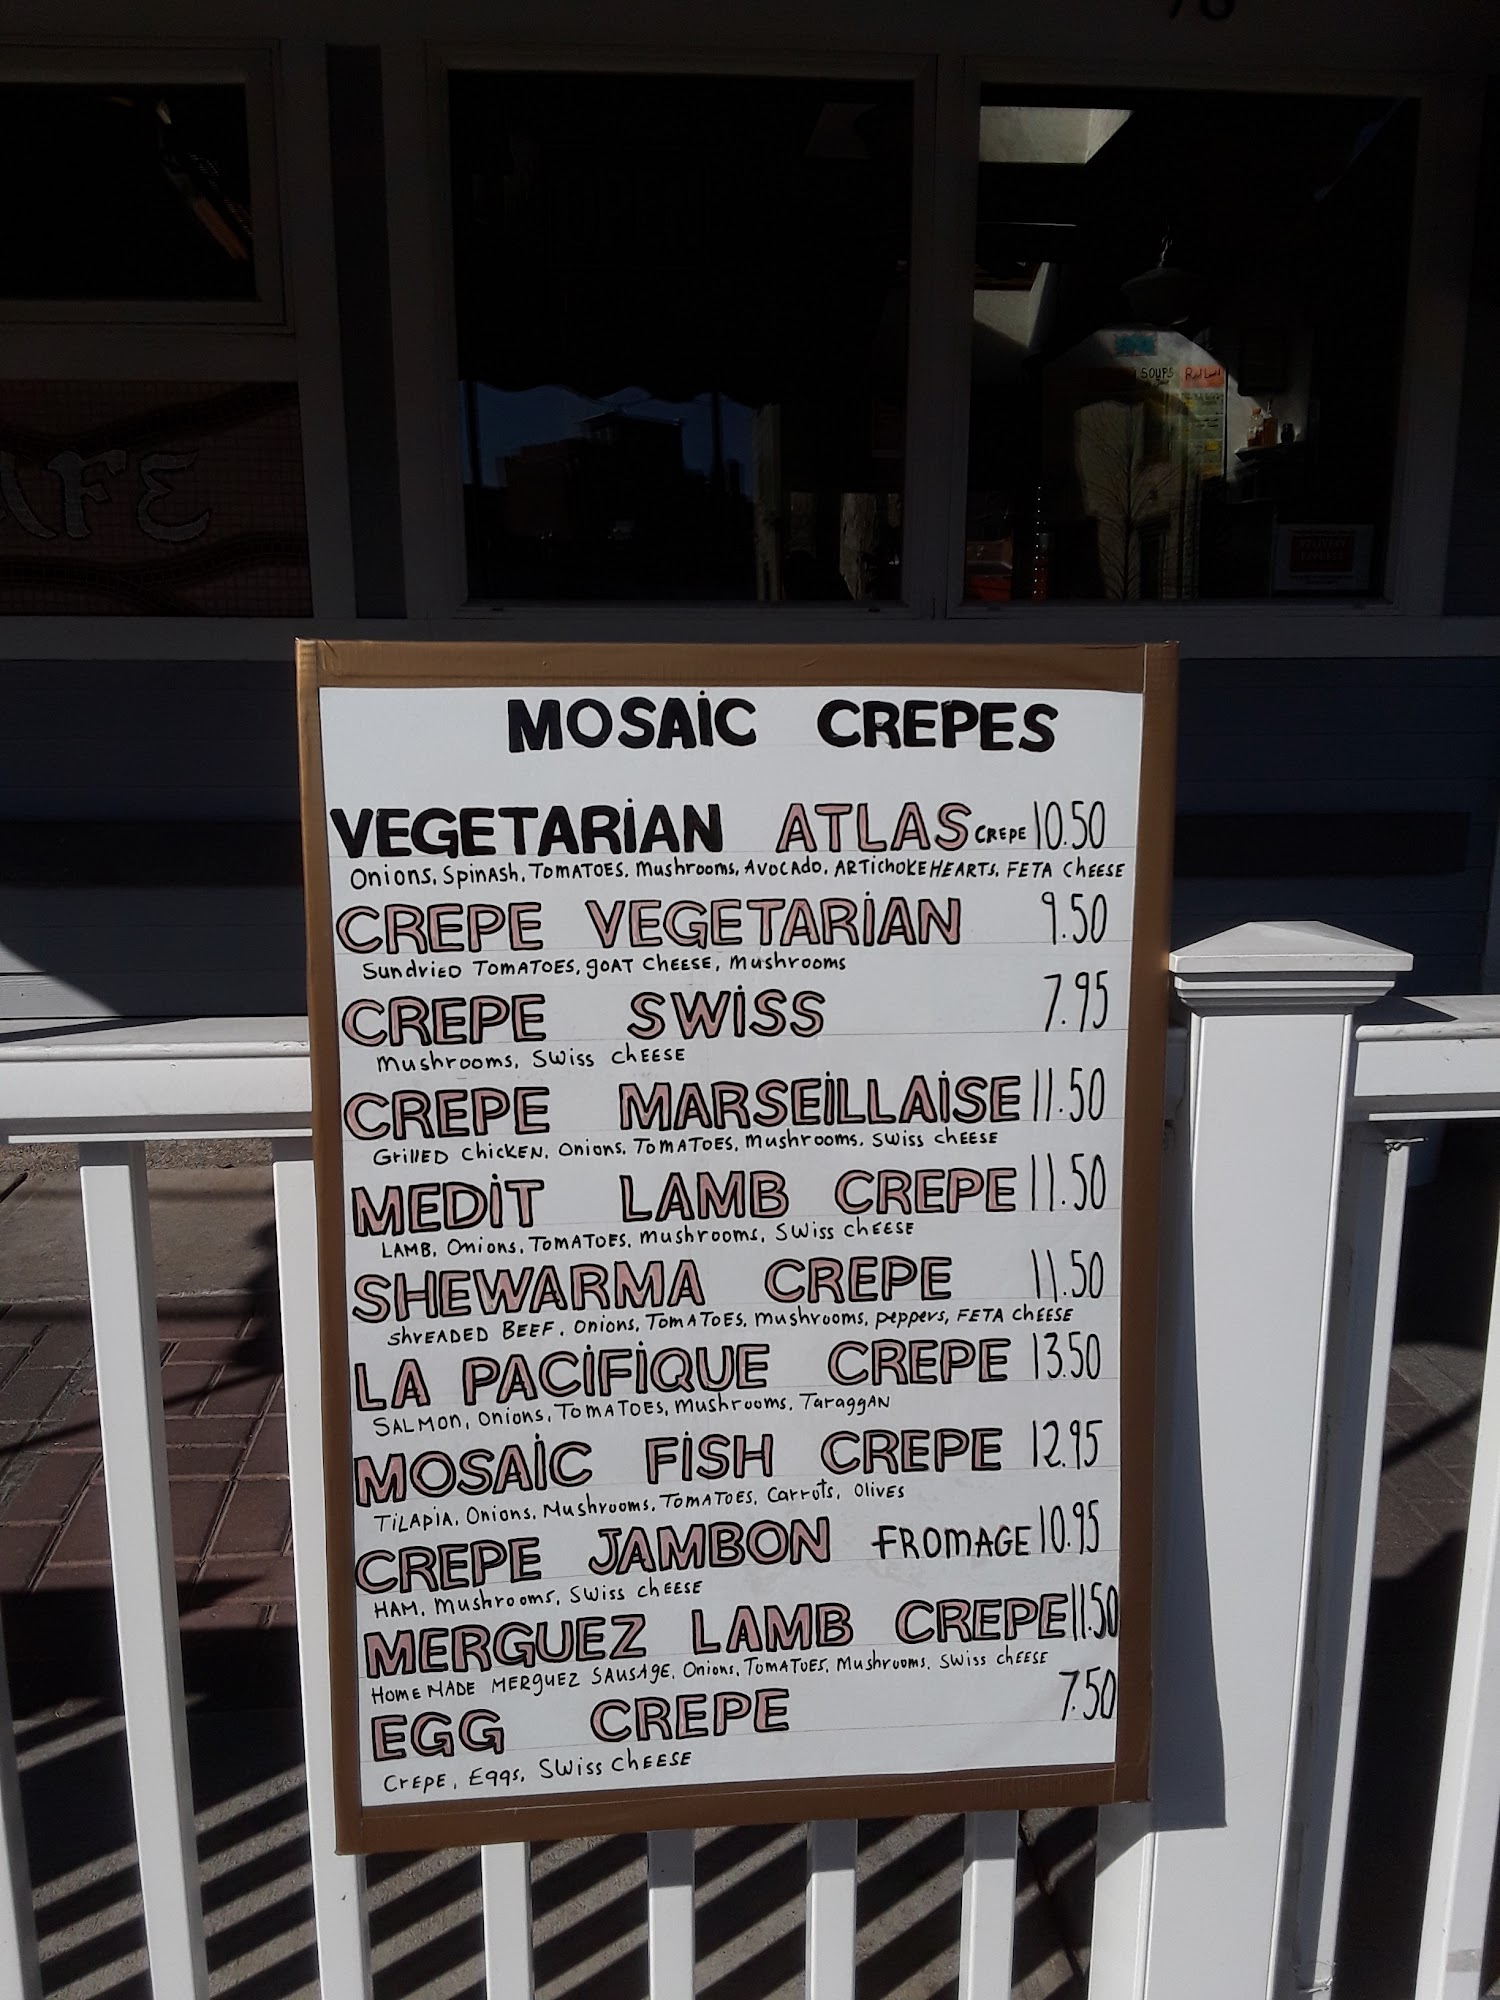 78
AFE
SOUPS
MOSAIC CREPES
VEGETARIAN ATLAS CREPE 10.50
Onions, Spinash, Tomatoes, Mushrooms, Avocado, Artichoke Hearts, Feta Cheese
CREPE VEGETARIAN 9.50
Sundried Tomatoes, goat cheese, Mushrooms
CREPE SWISS 7.95
Mushrooms, Swiss cheese
CREPE MARSEILLAISE 11.50
Grilled Chicken, Onions, Tomatoes, Mushrooms, Swiss cheese
MEDIT LAMB CREPE 11.50
Lamb, Onions, Tomatoes, Mushrooms, Swiss cheese
SHEWARMA CREPE 11.50
Shreaded Beef, Onions, Tomatoes, Mushrooms, peppers, Feta cheese
LA PACIFIQUE CREPE 13.50
Salmon, Onions, Tomatoes, Mushrooms, Taraggan
MOSAIC FISH CREPE 12.95
Tilapia, Onions, Mushrooms, Tomatoes, Carrots, Olives
CREPE JAMBON FROMAGE 10.95
Ham, Mushrooms, Swiss cheese
MERGUEZ LAMB CREPE 11.50
Home Made Merguez Sausage, Onions, Tomatoes, Mushrooms, Swiss cheese
EGG CREPE 7.50
Crepe, Eggs, Swiss cheese